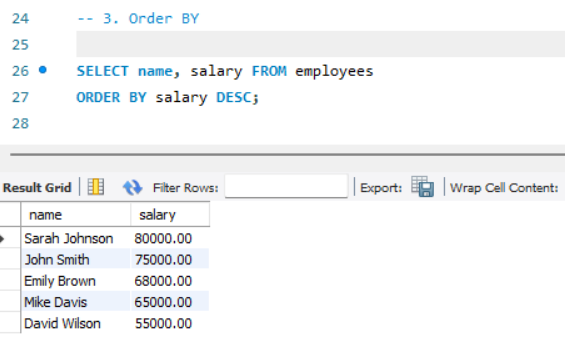 24 -- 3. Order BY
25
26 SELECT name, salary FROM employees
27 ORDER BY salary DESC;
28
Result Grid Filter Rows: Export: Wrap Cell Content:
name salary
Sarah Johnson 80000.00
John Smith 75000.00
Emily Brown 68000.00
Mike Davis 65000.00
David Wilson 55000.00